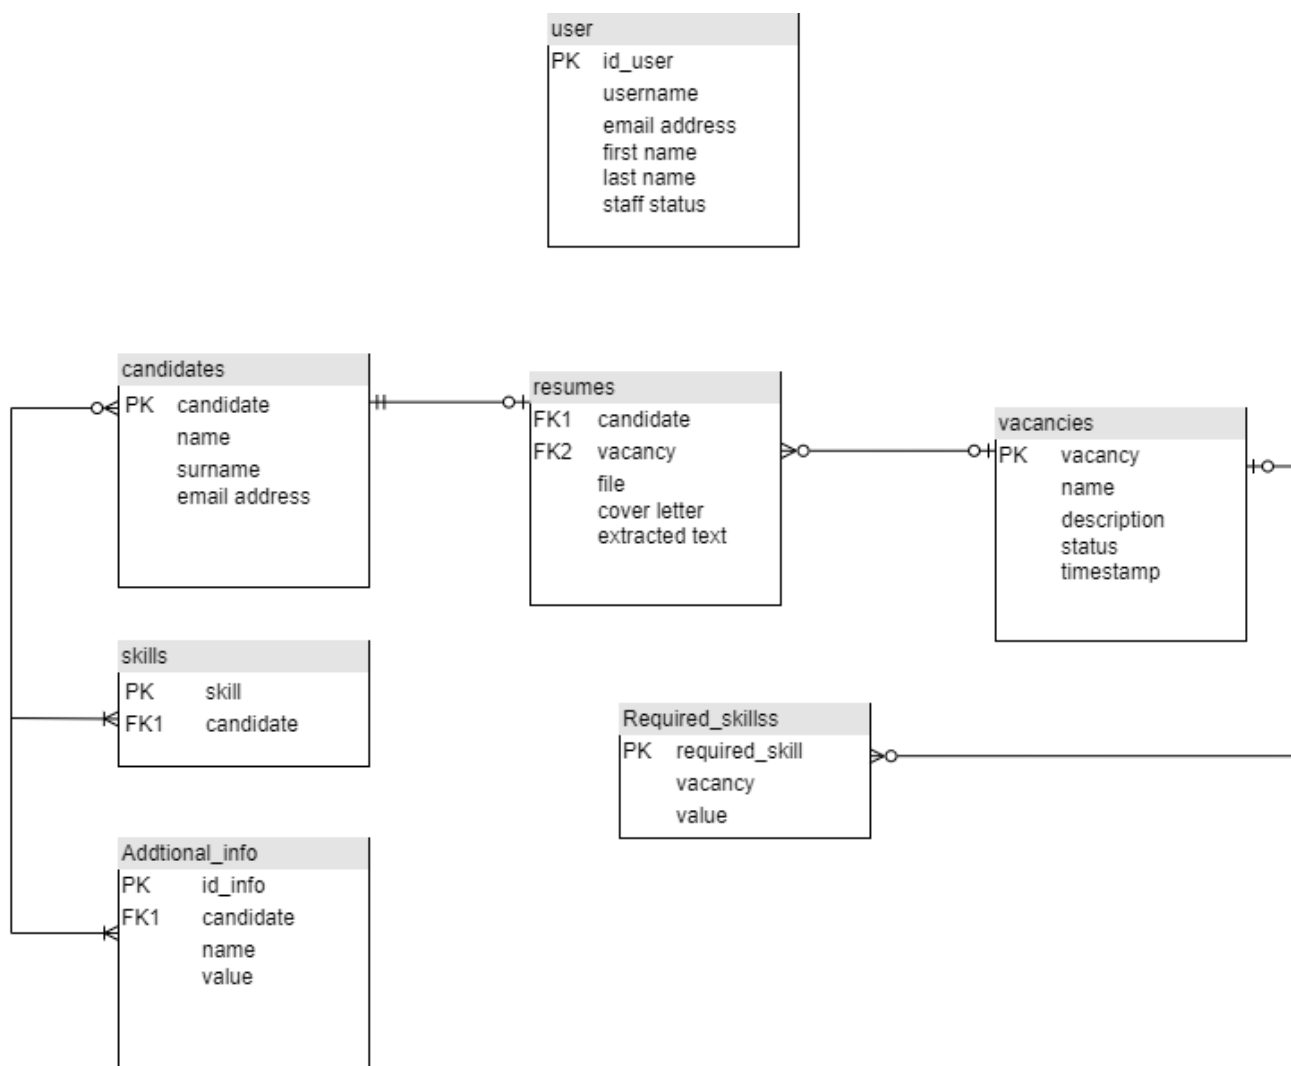 user
PK id_user
username
email address
first name
last name
staff status
candidates
PK candidate
name
surname
email address
resumes
FK1 candidate
FK2 vacancy
file
cover letter
extracted text
vacancies
PK vacancy
name
description
status
timestamp
skills
PK skill
FK1 candidate
Required_skillss
PK required_skill
vacancy
value
Addtional_info
PK id_info
FK1 candidate
name
value